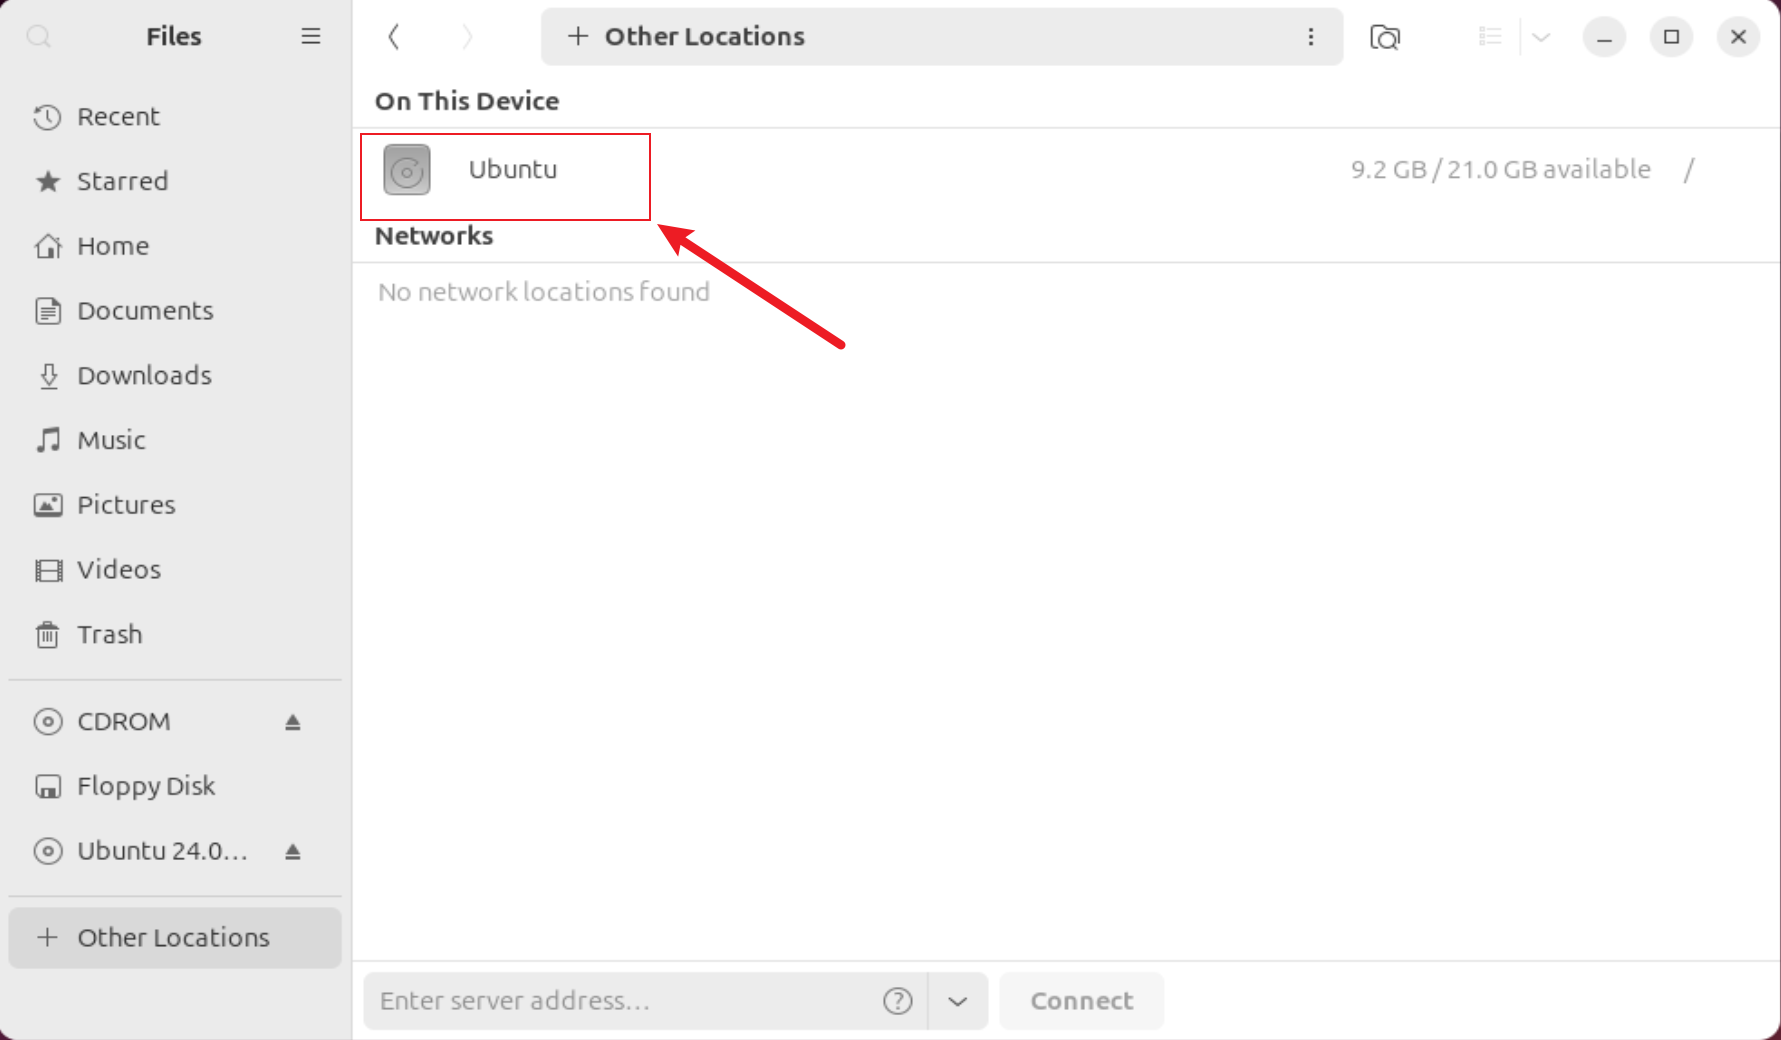 Files
Recent
Starred
Home
Documents
Downloads
Music
Pictures
Videos
Trash
CDROM
Floppy Disk
Ubuntu 24.0...
Other Locations
Other Locations
On This Device
Ubuntu 9.2 GB / 21.0 GB available /
Networks
No network locations found
Enter server address... Connect